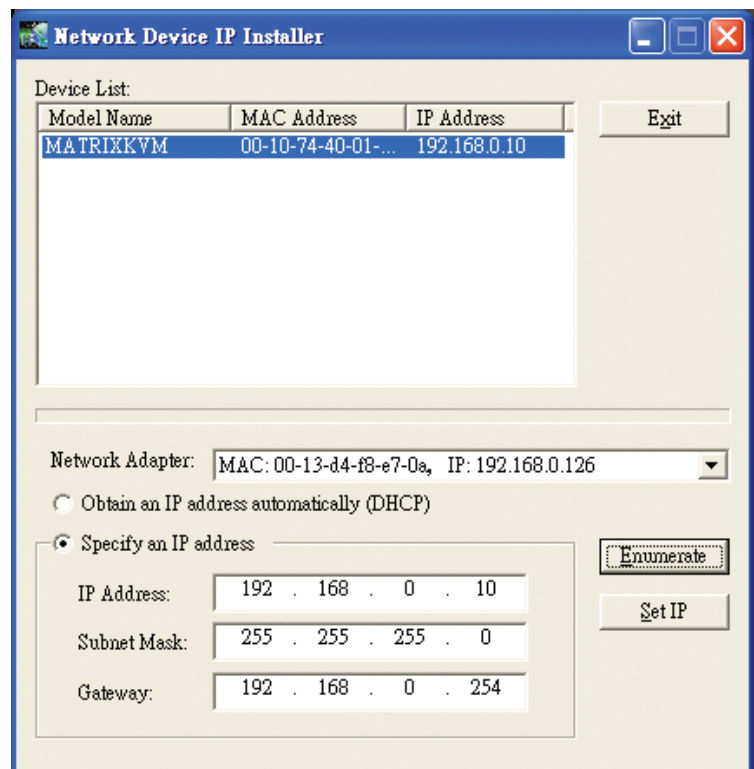 Network Device IP Installer
Device List:
Model Name MAC Address IP Address
MATRIXKVM 00-10-74-40-01-... 192.168.0.10
Exit
Network Adapter: MAC: 00-13-d4-f8-e7-0a, IP: 192.168.0.126
Obtain an IP address automatically (DHCP)
Specify an IP address
IP Address: 192 . 168 . 0 . 10
Subnet Mask: 255 . 255 . 255 . 0
Gateway: 192 . 168 . 0 . 254
Enumerate
Set IP